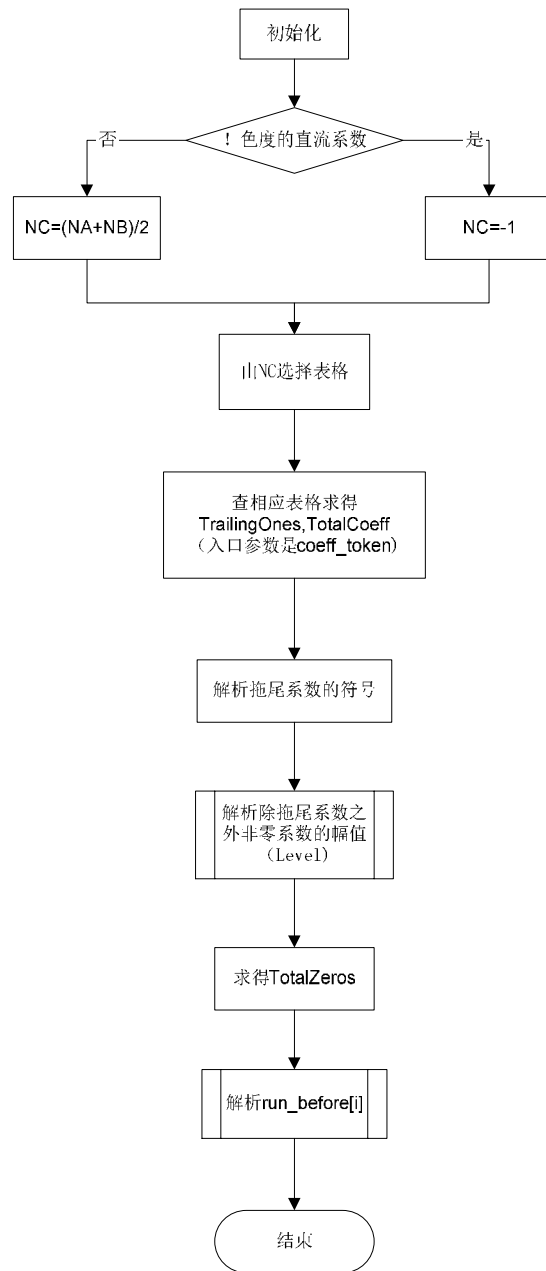 初始化
！色度的直流系数
否
是
NC=(NA+NB)/2
NC=-1
由NC选择表格
查相应表格求得
TrailingOnes,TotalCoeff
（入口参数是coeff_token）
解析拖尾系数的符号
解析除拖尾系数之
外非零系数的幅值
（Level）
求得TotalZeros
解析run_before[i]
结束